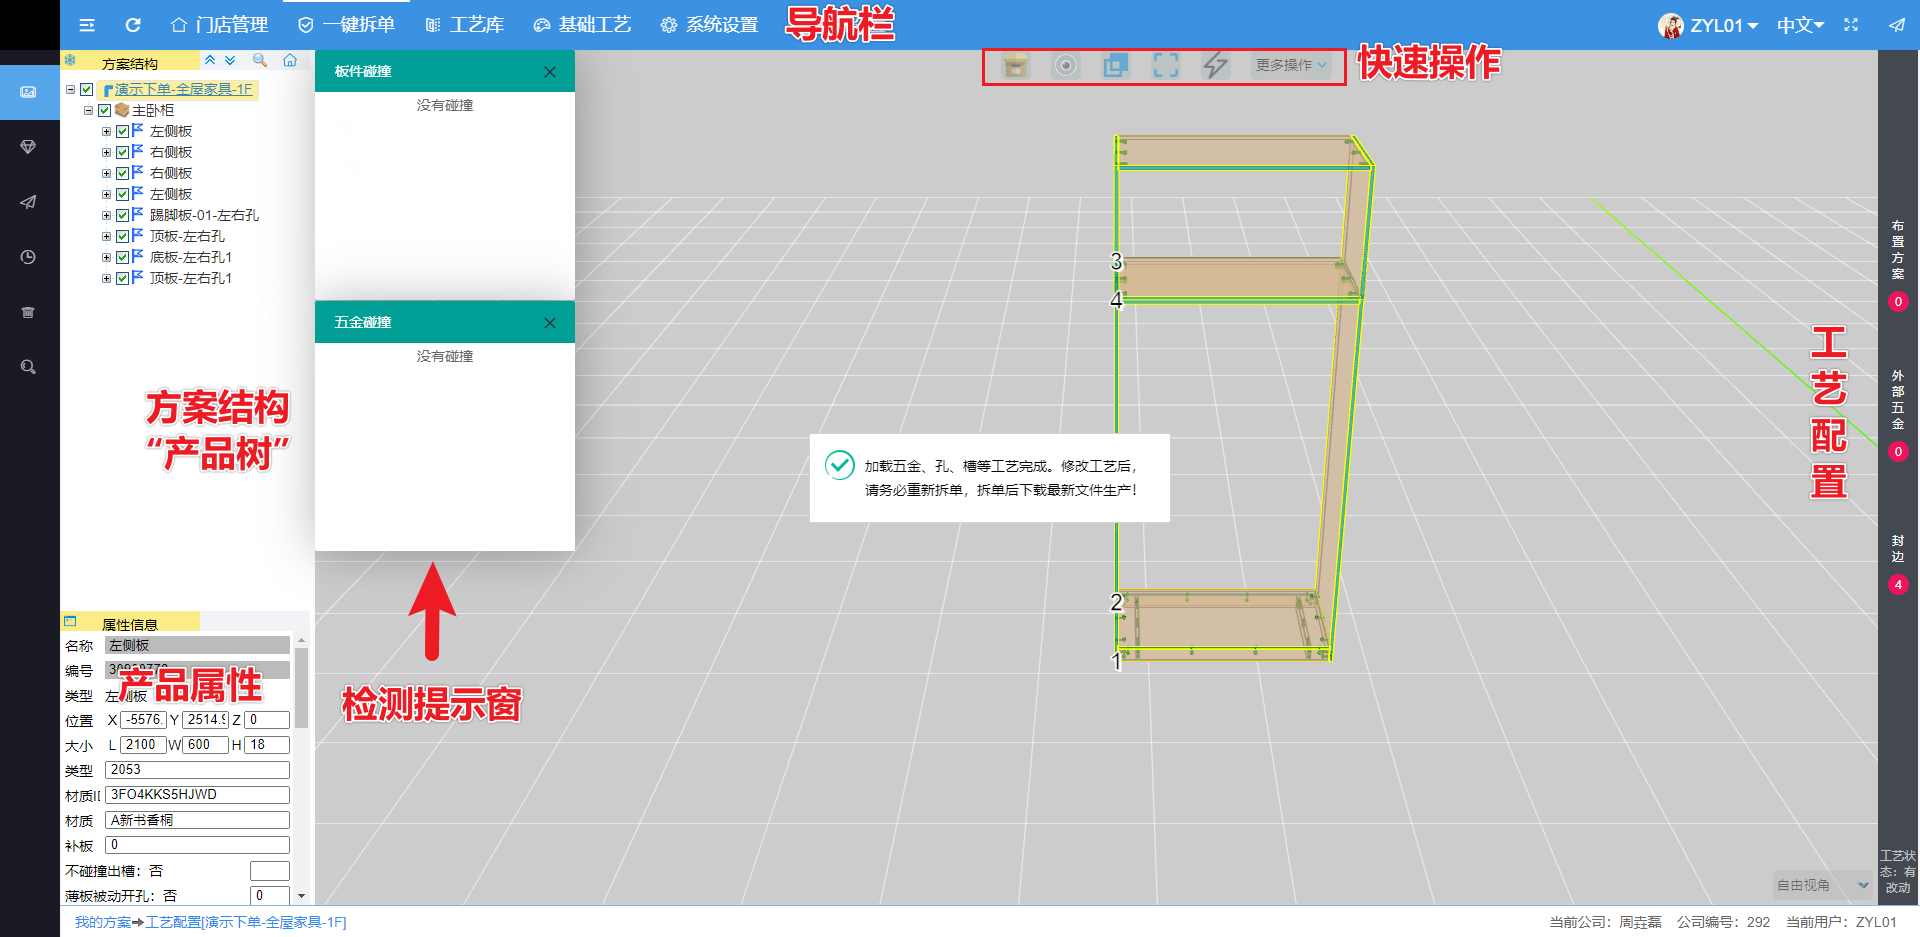 门店管理
一键拆单
工艺库
基础工艺
系统设置
导航栏
ZYL01
中文
方案结构
演示下单-全屋家具-1F
主卧柜
左侧板
右侧板
右侧板
左侧板
踢脚板-01-左右孔
顶板-左右孔
底板-左右孔1
顶板-左右孔1
方案结构
“产品树”
板件碰撞
没有碰撞
五金碰撞
没有碰撞
检测提示窗
更多操作
快速操作
3
4
2
1
加载五金、孔、槽等工艺完成。修改工艺后，
请务必重新拆单，拆单后下载最新文件生产！
布置方案
0
外部五金
0
封边
4
工艺配置
工艺状
态：有
改动
自由视角
属性信息
名称 左侧板
编号
产品属性
类型 左侧板
位置 X -5576. Y 2514.9 Z 0
大小 L 2100 W 600 H 18
类型 2053
材质ID 3FO4KKS5HJWD
材质 A新书香桐
补板 0
不碰撞出槽：否
薄板被动开孔：否 0
我的方案➔工艺配置[演示下单-全屋家具-1F]
当前公司：周垚磊 公司编号：292 当前用户：ZYL01